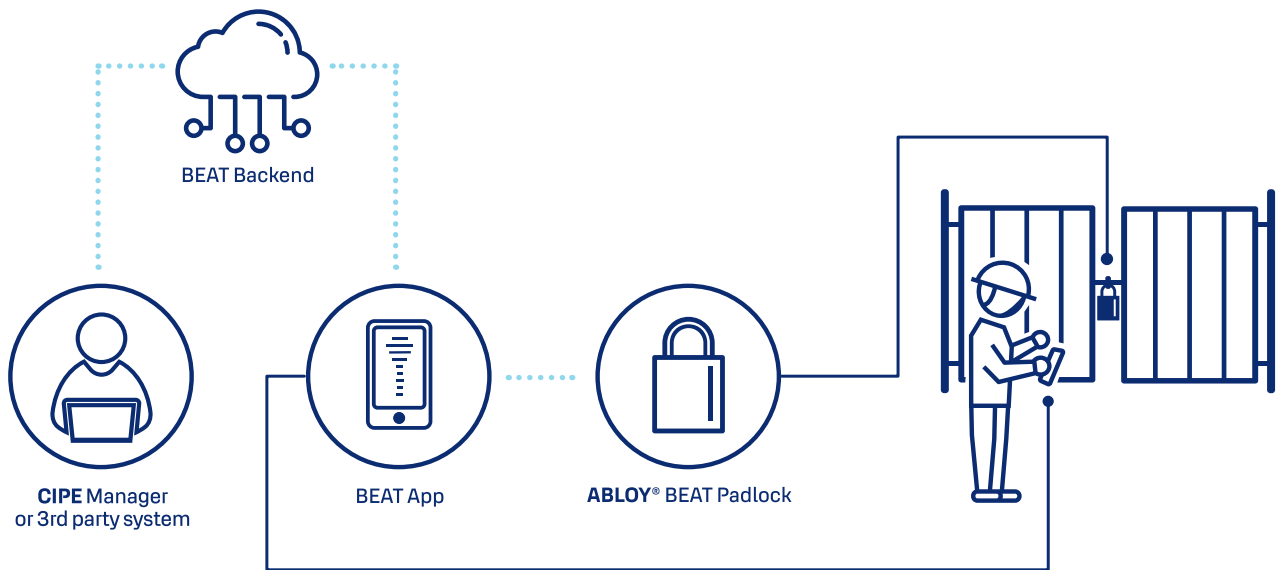 BEAT Backend
CIPE Manager
or 3rd party system
BEAT App
ABLOY® BEAT Padlock